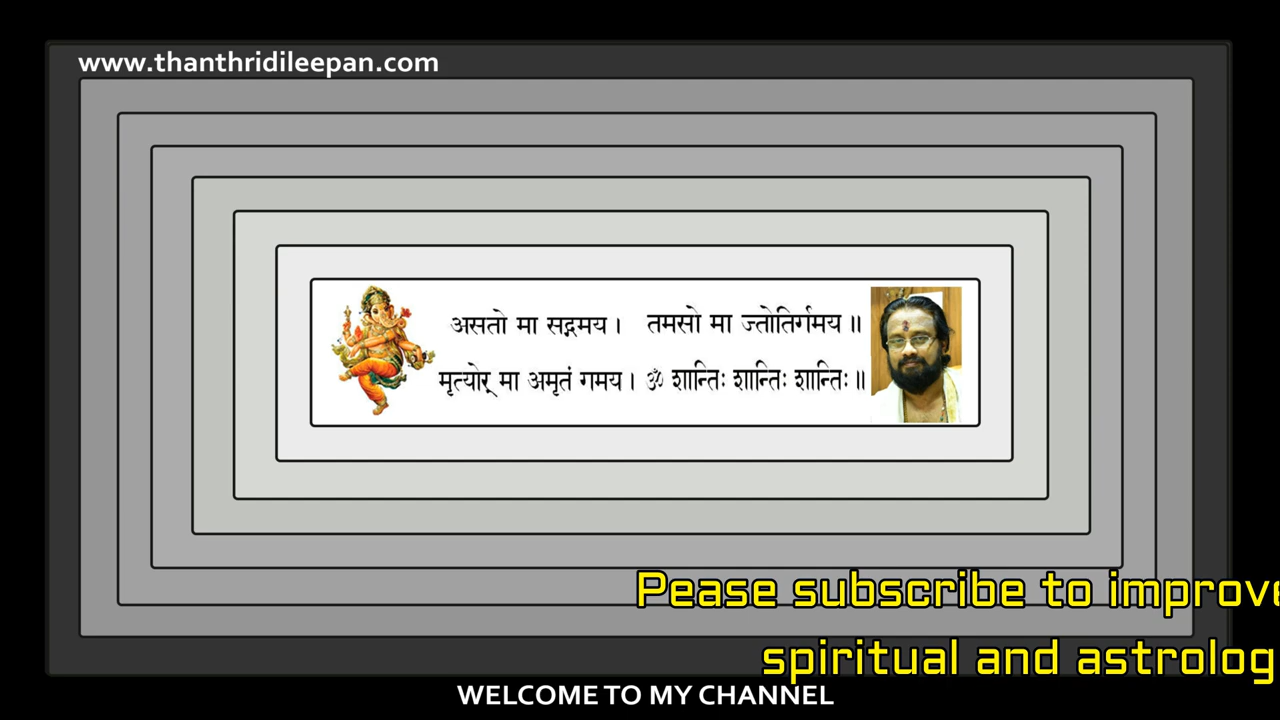 www.thanthridileepan.com
असतो मा सद्गमय। तमसो मा ज्तोतिर्गमय॥
मृत्योर् मा अमृतं गमय। ॐ शान्तिः शान्तिः शान्तिः॥
Pease subscribe to improve
spiritual and astrolog
WELCOME TO MY CHANNEL